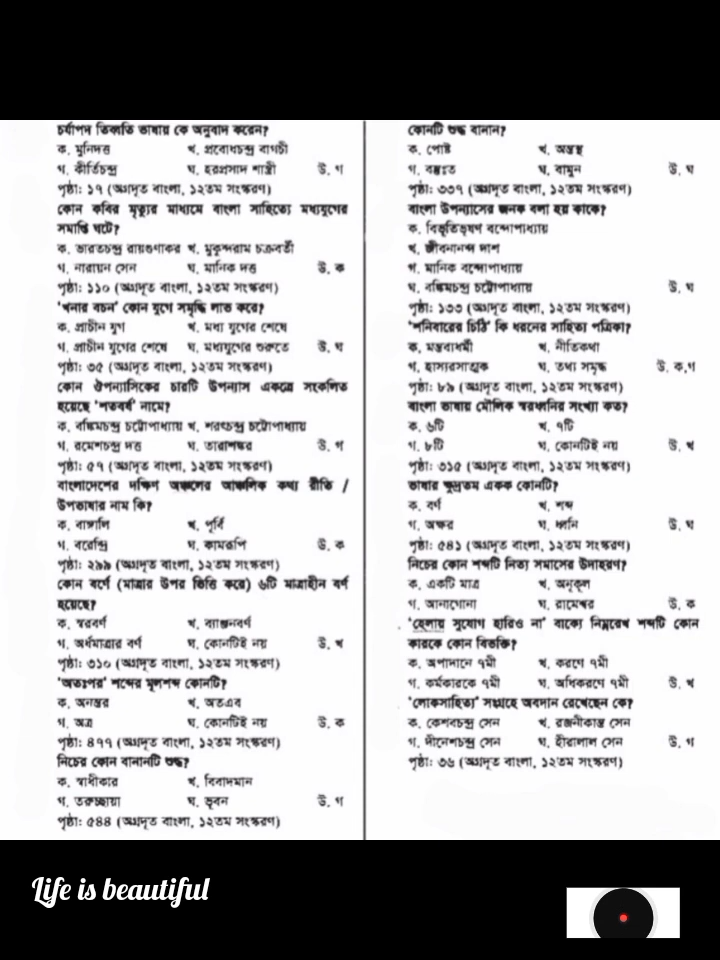 চর্যাপদ তিব্বতি ভাষায় কে অনুবাদ করেন?
ক. মুনিদত্ত খ. প্রবোধচন্দ্র বাগচী
গ. কীর্তিচন্দ্র ঘ. হরপ্রসাদ শাস্ত্রী উ. গ
পৃষ্ঠা: ১৭ (অগ্রদূত বাংলা, ১২তম সংস্করণ)
কোন কবির মৃত্যুর মাধ্যমে বাংলা সাহিত্যে মধ্যযুগের
সমাপ্তি ঘটে?
ক. ভারতচন্দ্র রায়গুণাকর খ. মুকুন্দরাম চক্রবর্তী
গ. নারায়ন সেন ঘ. মানিক দত্ত উ. ক
পৃষ্ঠা: ১১০ (অগ্রদূত বাংলা, ১২তম সংস্করণ)
'খনার বচন' কোন যুগে সমৃদ্ধি লাভ করে?
ক. প্রাচীন যুগ খ. মধ্য যুগের শেষে
গ. প্রাচীন যুগের শেষে ঘ. মধ্যযুগের শুরুতে উ. ঘ
পৃষ্ঠা: ৩৫ (অগ্রদূত বাংলা, ১২তম সংস্করণ)
কোন ঔপন্যাসিকের চারটি উপন্যাস একত্রে সংকলিত
হয়েছে 'শতবর্ষ' নামে?
ক. বঙ্কিমচন্দ্র চট্টোপাধ্যায় খ. শরৎচন্দ্র চট্টোপাধ্যায়
গ. রমেশচন্দ্র দত্ত ঘ. তারাশঙ্কর উ. গ
পৃষ্ঠা: ৫৭ (অগ্রদূত বাংলা, ১২তম সংস্করণ)
বাংলাদেশের দক্ষিণ অঞ্চলের আঞ্চলিক কথ্য রীতি /
উপভাষার নাম কি?
ক. বাঙ্গালি খ. পূর্বি
গ. বরেন্দ্রি ঘ. কামরূপি উ. ক
পৃষ্ঠা: ২৯৯ (অগ্রদূত বাংলা, ১২তম সংস্করণ)
কোন বর্ণে (মাত্রার উপর ভিত্তি করে) ৬টি মাত্রাহীন বর্ণ
হয়েছে?
ক. স্বরবর্ণ খ. ব্যাঞ্জনবর্ণ
গ. অর্ধমাত্রার বর্ণ ঘ. কোনটিই নয় উ. খ
পৃষ্ঠা: ৩১০ (অগ্রদূত বাংলা, ১২তম সংস্করণ)
'অতঃপর' শব্দের মূলশব্দ কোনটি?
ক. অনন্তর খ. অতএব
গ. অত্র ঘ. কোনটিই নয় উ. ক
পৃষ্ঠা: ৪৭৭ (অগ্রদূত বাংলা, ১২তম সংস্করণ)
নিচের কোন বানানটি শুদ্ধ?
ক. স্বাধীকার খ. বিবাদমান
গ. তরুচ্ছায়া ঘ. ভূবন উ. গ
পৃষ্ঠা: ৫৪৪ (অগ্রদূত বাংলা, ১২তম সংস্করণ)
কোনটি শুদ্ধ বানান?
ক. পোষ্ট খ. অন্তস্থ
গ. বস্তুতঃ ঘ. বামুন উ. ঘ
পৃষ্ঠা: ৩৩৭ (অগ্রদূত বাংলা, ১২তম সংস্করণ)
বাংলা উপন্যাসের জনক বলা হয় কাকে?
ক. বিভূতিভূষণ বন্দোপাধ্যায়
খ. জীবনানন্দ দাশ
গ. মানিক বন্দোপাধ্যায়
ঘ. বঙ্কিমচন্দ্র চট্টোপাধ্যায় উ. ঘ
পৃষ্ঠা: ১৩৩ (অগ্রদূত বাংলা, ১২তম সংস্করণ)
'শনিবারের চিঠি' কি ধরনের সাহিত্য পত্রিকা?
ক. মন্তব্যধর্মী খ. নীতিকথা
গ. হাস্যরসাত্মক ঘ. তথ্য সমৃদ্ধ উ. ক,গ
পৃষ্ঠা: ৮৯ (অগ্রদূত বাংলা, ১২তম সংস্করণ)
বাংলা ভাষায় মৌলিক স্বরধ্বনির সংখ্যা কত?
ক. ৬টি খ. ৭টি
গ. ৮টি ঘ. কোনটিই নয় উ. খ
পৃষ্ঠা: ৩১৫ (অগ্রদূত বাংলা, ১২তম সংস্করণ)
ভাষার ক্ষুদ্রতম একক কোনটি?
ক. বর্ণ খ. শব্দ
গ. অক্ষর ঘ. ধ্বনি উ. ঘ
পৃষ্ঠা: ৫৪১ (অগ্রদূত বাংলা, ১২তম সংস্করণ)
নিচের কোন শব্দটি নিত্য সমাসের উদাহরণ?
ক. একটি মাত্র খ. অনূকূল
গ. আনাগোনা ঘ. রামেশ্বর উ. ক
'হেলায় সুযোগ হারিও না' বাক্যে নিম্নরেখ শব্দটি কোন
কারকে কোন বিভক্তি?
ক. অপাদানে ৭মী খ. করণে ৭মী
গ. কর্মকারকে ৭মী ঘ. অধিকরণে ৭মী উ. খ
'লোকসাহিত্য' সংগ্রহে অবদান রেখেছেন কে?
ক. কেশবচন্দ্র সেন খ. রজনীকান্ত সেন
গ. দীনেশচন্দ্র সেন ঘ. হীরালাল সেন উ. গ
পৃষ্ঠা: ৩৬ (অগ্রদূত বাংলা, ১২তম সংস্করণ)
Life is beautiful